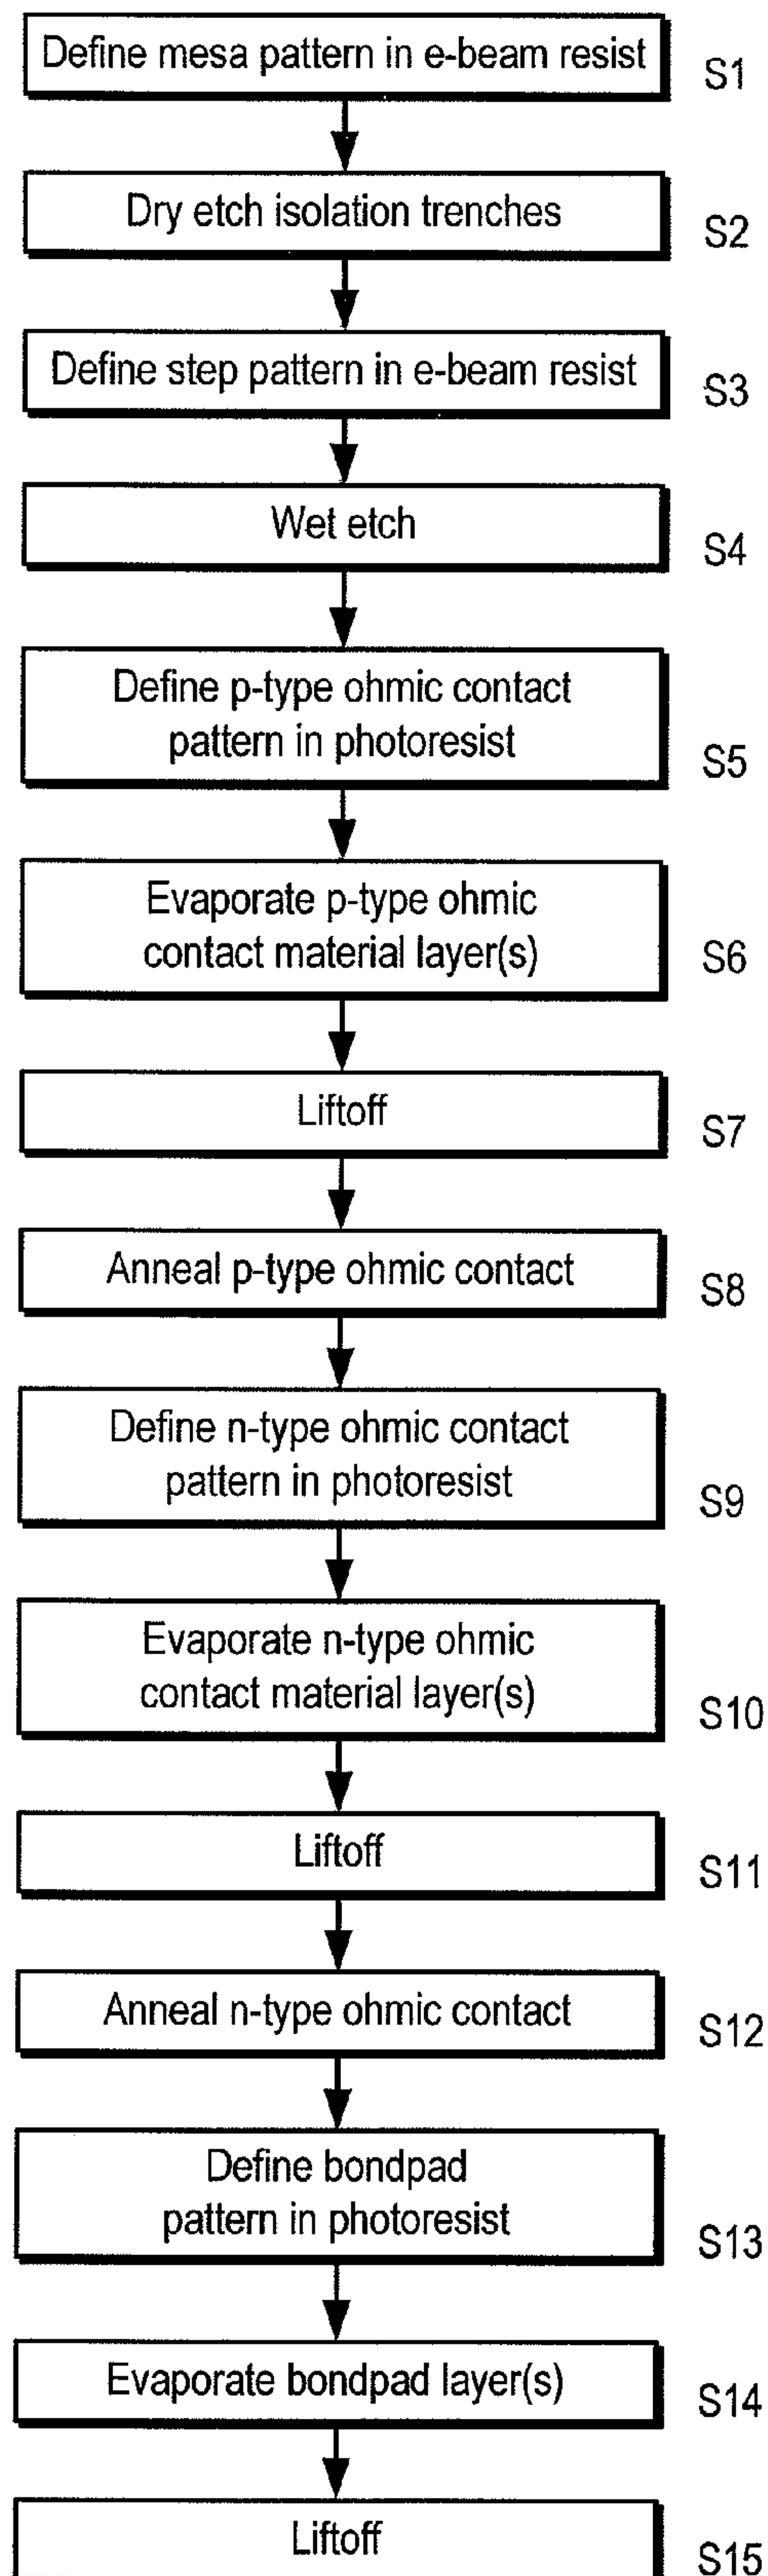 Define mesa pattern in e-beam resist
S1
Dry etch isolation trenches
S2
Define step pattern in e-beam resist
S3
Wet etch
S4
Define p-type ohmic contact
pattern in photoresist
S5
Evaporate p-type ohmic
contact material layer(s)
S6
Liftoff
S7
Anneal p-type ohmic contact
S8
Define n-type ohmic contact
pattern in photoresist
S9
Evaporate n-type ohmic
contact material layer(s)
S10
Liftoff
S11
Anneal n-type ohmic contact
S12
Define bondpad
pattern in photoresist
S13
Evaporate bondpad layer(s)
S14
Liftoff
S15